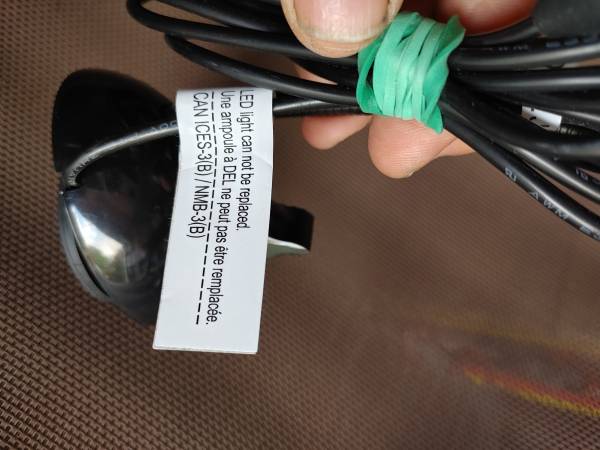 LED light can not be replaced.
Une ampoule à DEL ne peut pas être remplacée.
CAN ICES-3(B) / NMB-3(B)
AWM